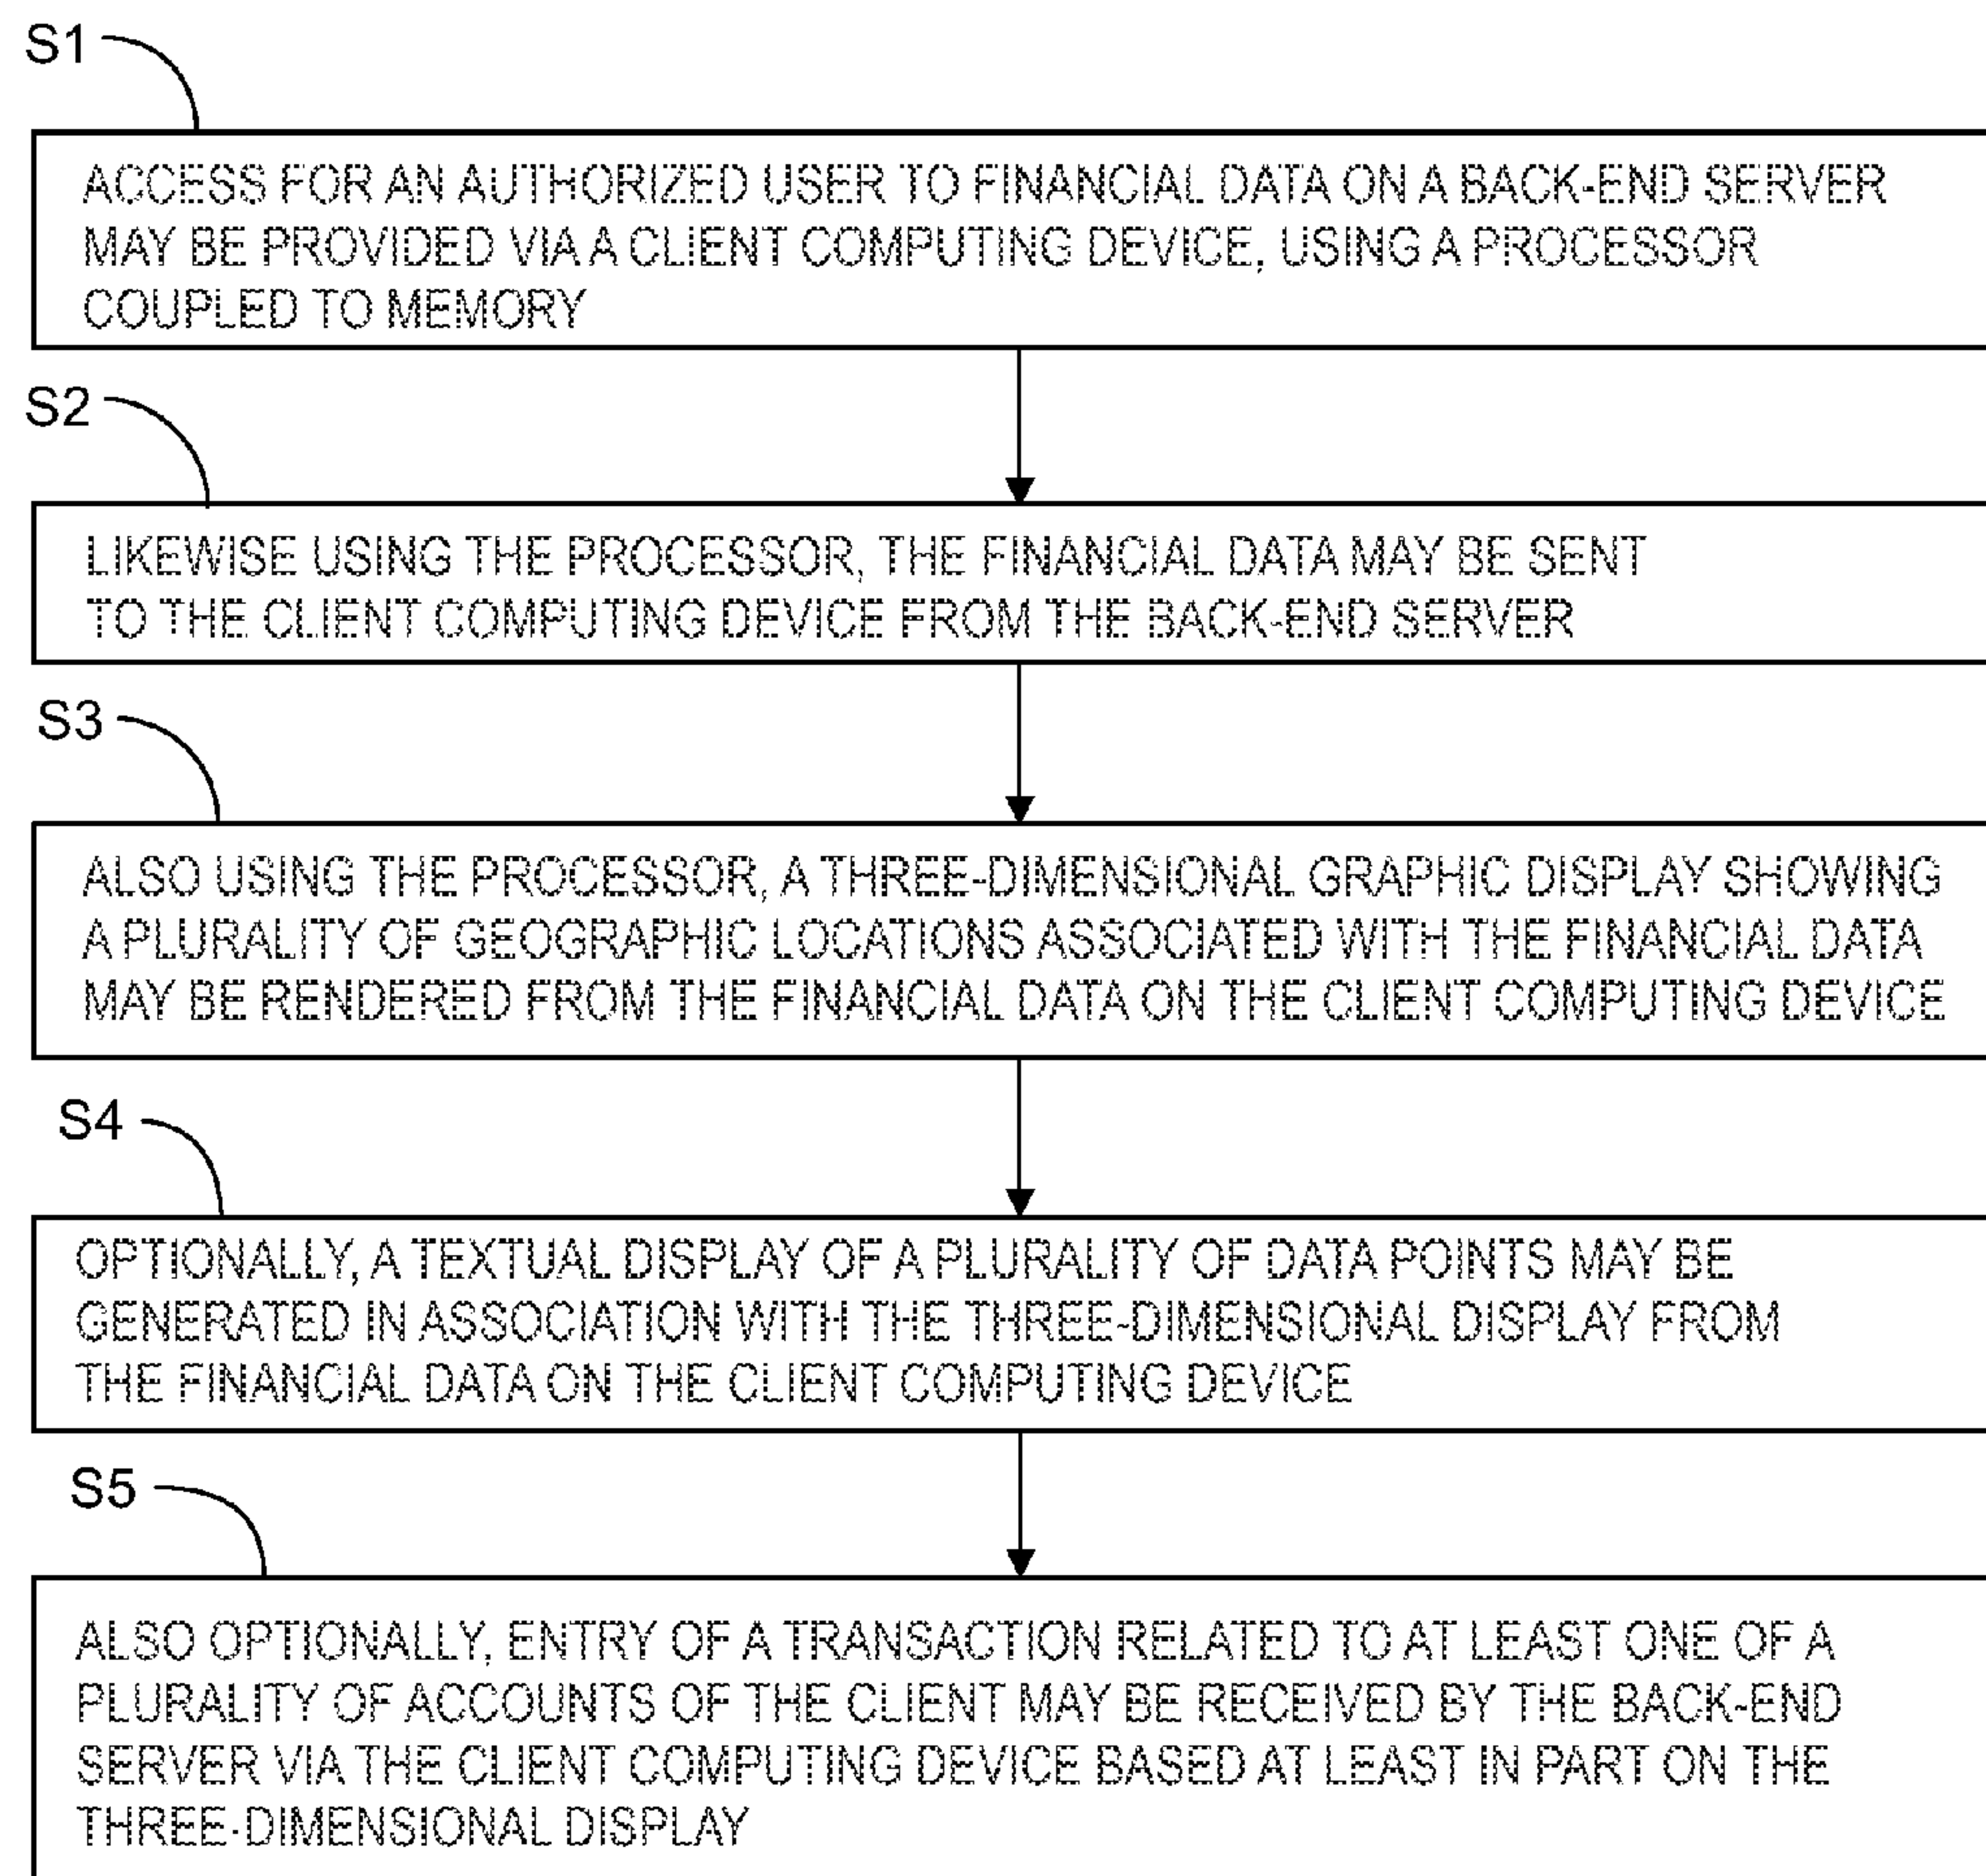 S1
ACCESS FOR AN AUTHORIZED USER TO FINANCIAL DATA ON A BACK-END SERVER
MAY BE PROVIDED VIA A CLIENT COMPUTING DEVICE, USING A PROCESSOR
COUPLED TO MEMORY
S2
LIKEWISE USING THE PROCESSOR, THE FINANCIAL DATA MAY BE SENT
TO THE CLIENT COMPUTING DEVICE FROM THE BACK-END SERVER
S3
ALSO USING THE PROCESSOR, A THREE-DIMENSIONAL GRAPHIC DISPLAY SHOWING
A PLURALITY OF GEOGRAPHIC LOCATIONS ASSOCIATED WITH THE FINANCIAL DATA
MAY BE RENDERED FROM THE FINANCIAL DATA ON THE CLIENT COMPUTING DEVICE
S4
OPTIONALLY, A TEXTUAL DISPLAY OF A PLURALITY OF DATA POINTS MAY BE
GENERATED IN ASSOCIATION WITH THE THREE-DIMENSIONAL DISPLAY FROM
THE FINANCIAL DATA ON THE CLIENT COMPUTING DEVICE
S5
ALSO OPTIONALLY, ENTRY OF A TRANSACTION RELATED TO AT LEAST ONE OF A
PLURALITY OF ACCOUNTS OF THE CLIENT MAY BE RECEIVED BY THE BACK-END
SERVER VIA THE CLIENT COMPUTING DEVICE BASED AT LEAST IN PART ON THE
THREE-DIMENSIONAL DISPLAY